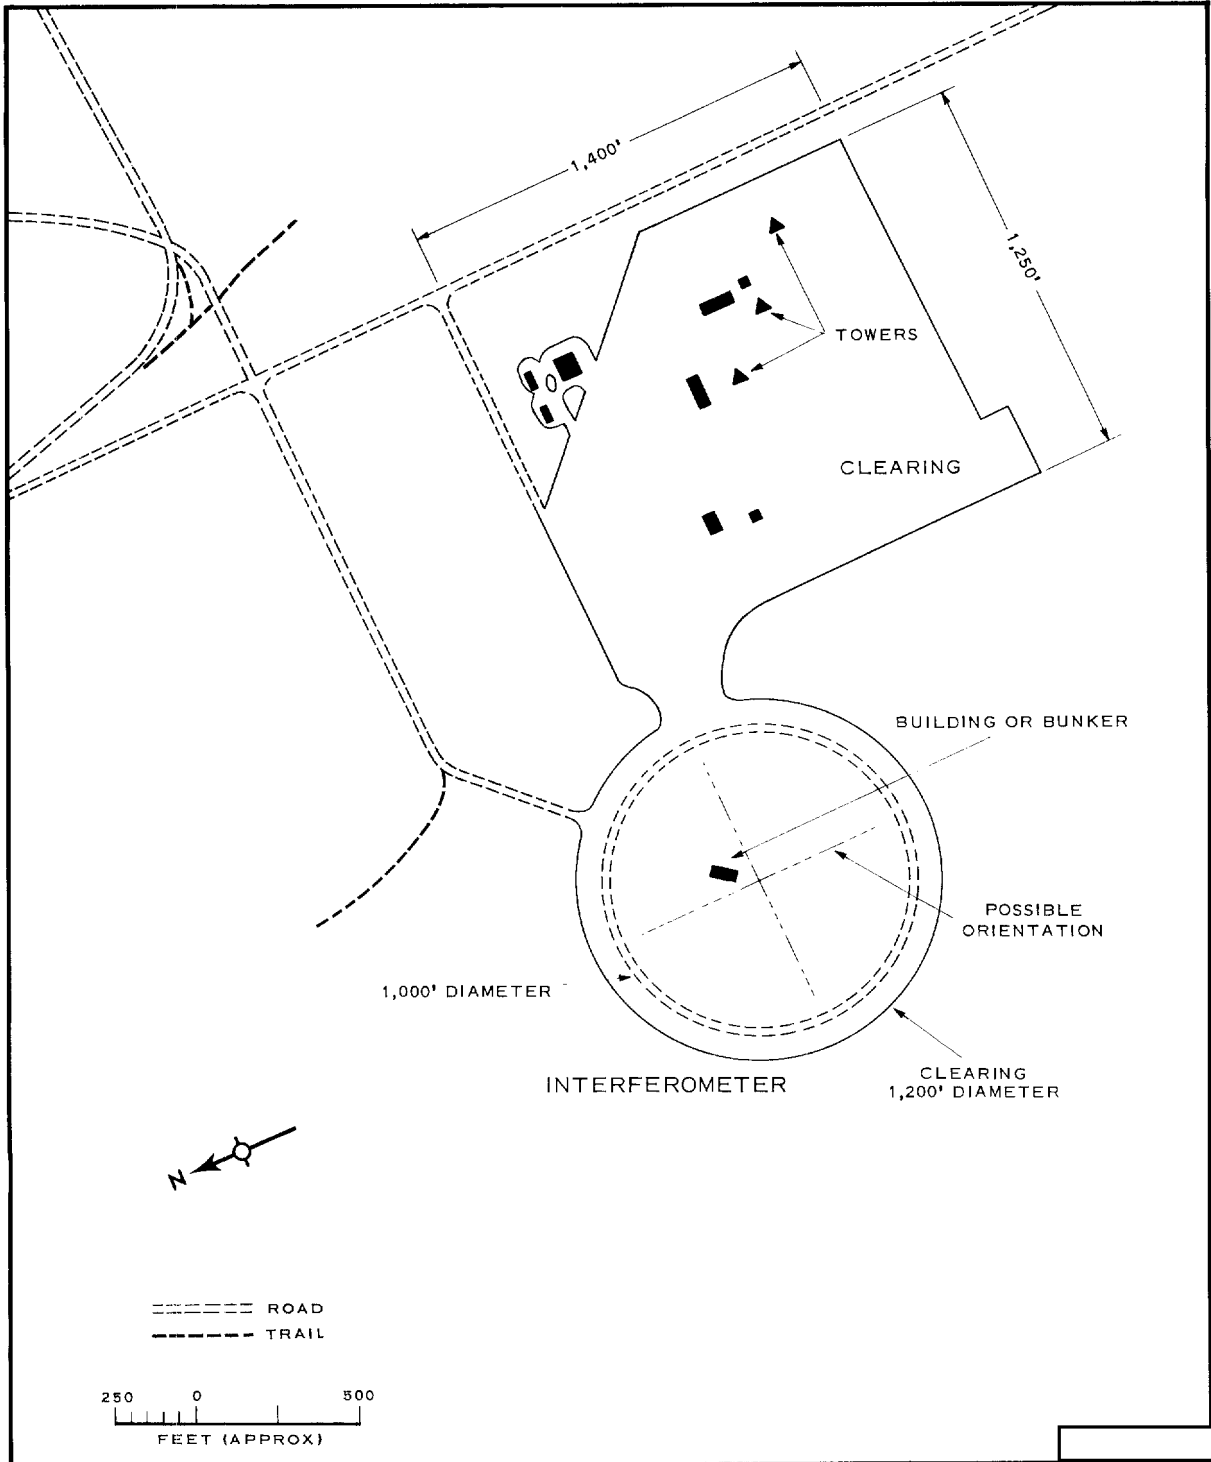 1,400'
1,250'
TOWERS
CLEARING
BUILDING OR BUNKER
POSSIBLE
ORIENTATION
1,000' DIAMETER
CLEARING
1,200' DIAMETER
INTERFEROMETER
N
ROAD
TRAIL
250 0 500
FEET (APPROX)